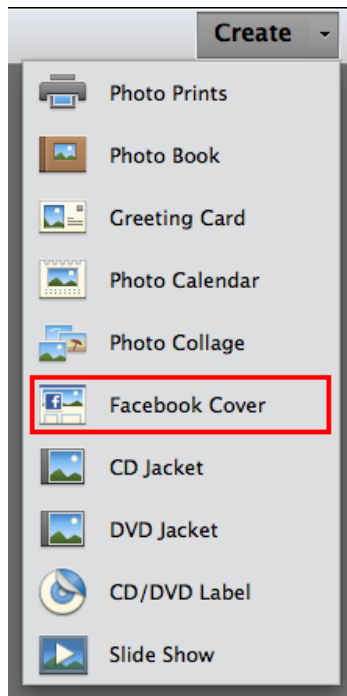 Create
Photo Prints
Photo Book
Greeting Card
Photo Calendar
Photo Collage
f
Facebook Cover
CD Jacket
DVD Jacket
CD/DVD Label
Slide Show